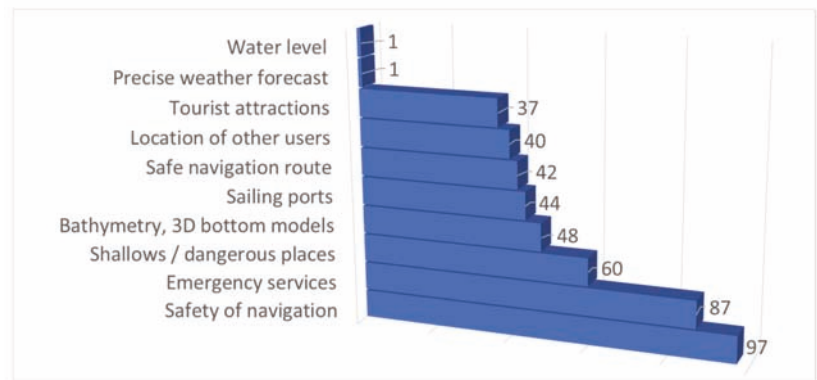 Water level 1
Precise weather forecast 1
Tourist attractions 37
Location of other users 40
Safe navigation route 42
Sailing ports 44
Bathymetry, 3D bottom models 48
Shallows / dangerous places 60
Emergency services 87
Safety of navigation 97